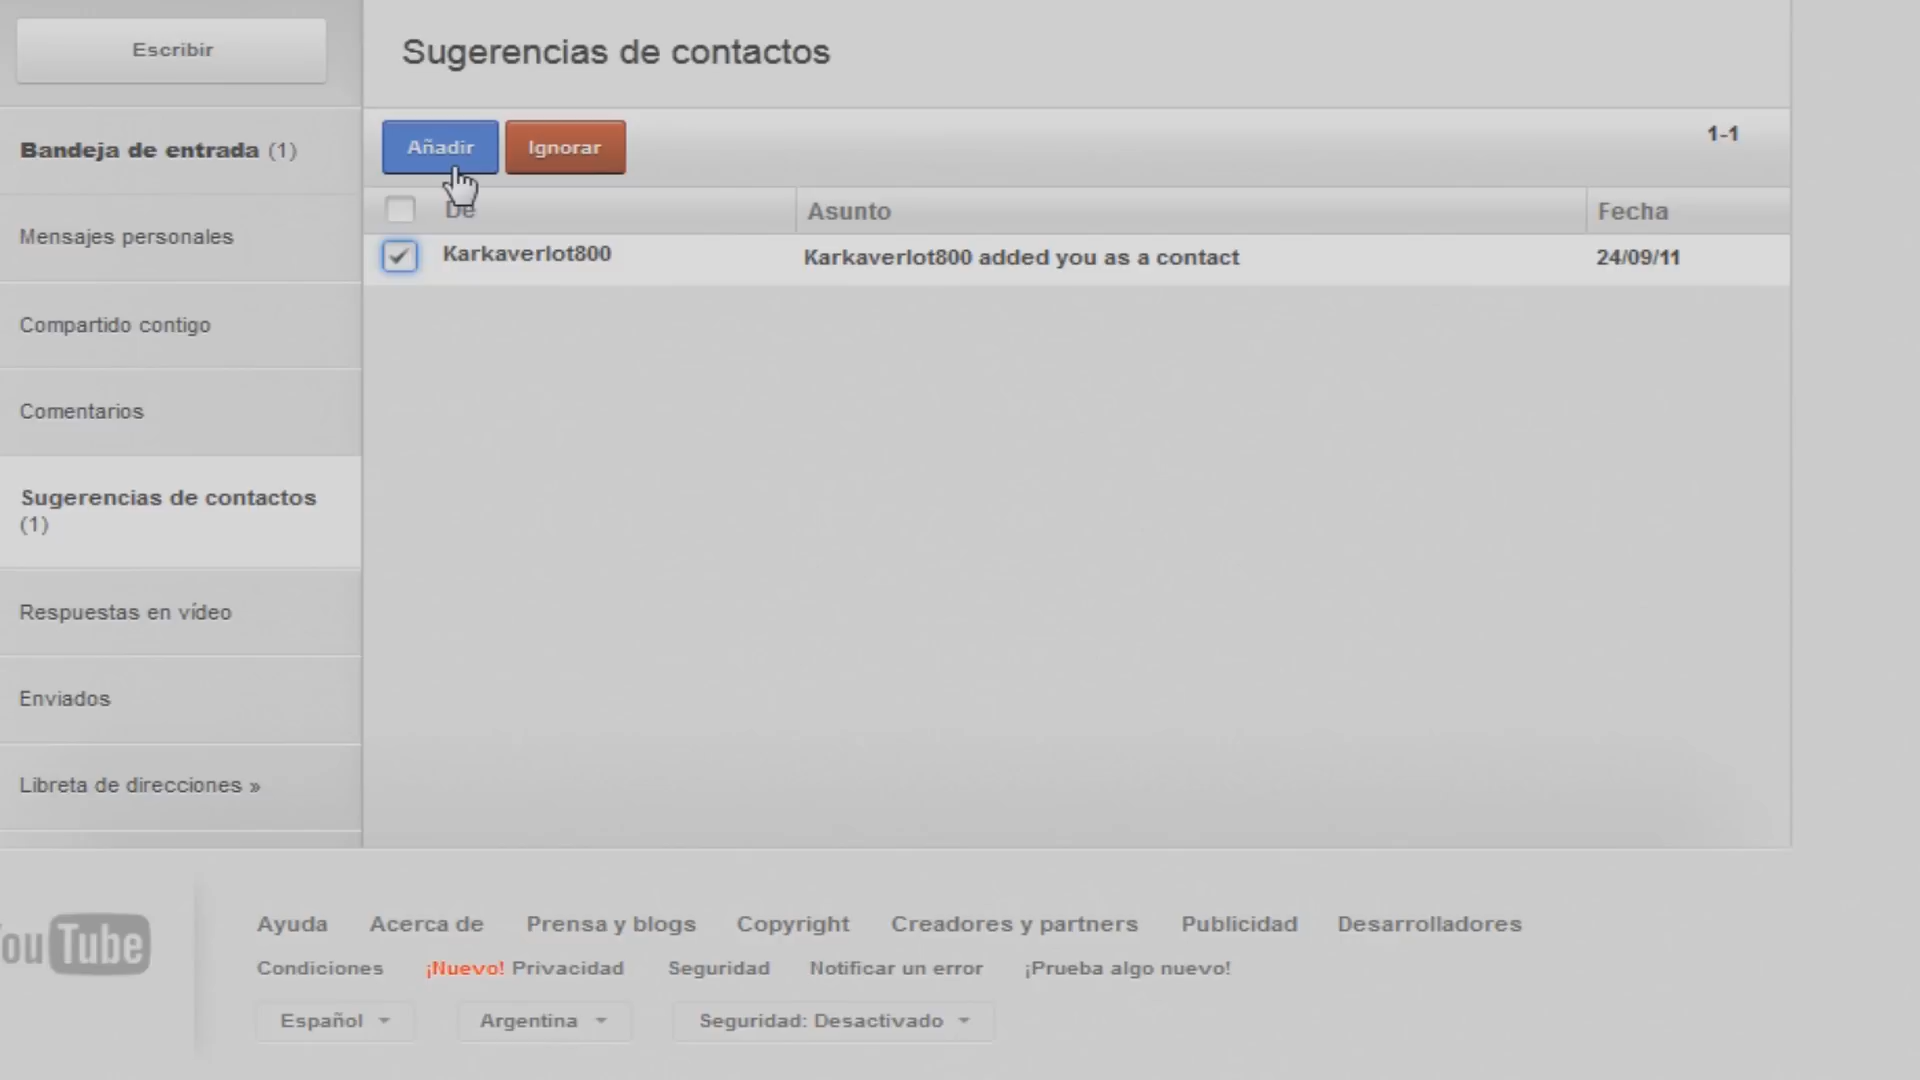 Escribir
Sugerencias de contactos
Bandeja de entrada (1)
Añadir
Ignorar
1-1
De
Asunto
Fecha
Mensajes personales
Karkaverlot800
Karkaverlot800 added you as a contact
24/09/11
Compartido contigo
Comentarios
Sugerencias de contactos
(1)
Respuestas en vídeo
Enviados
Libreta de direcciones »
Ayuda Acerca de Prensa y blogs Copyright Creadores y partners Publicidad Desarrolladores
YouTube
Condiciones ¡Nuevo! Privacidad Seguridad Notificar un error ¡Prueba algo nuevo!
Español Argentina Seguridad: Desactivado